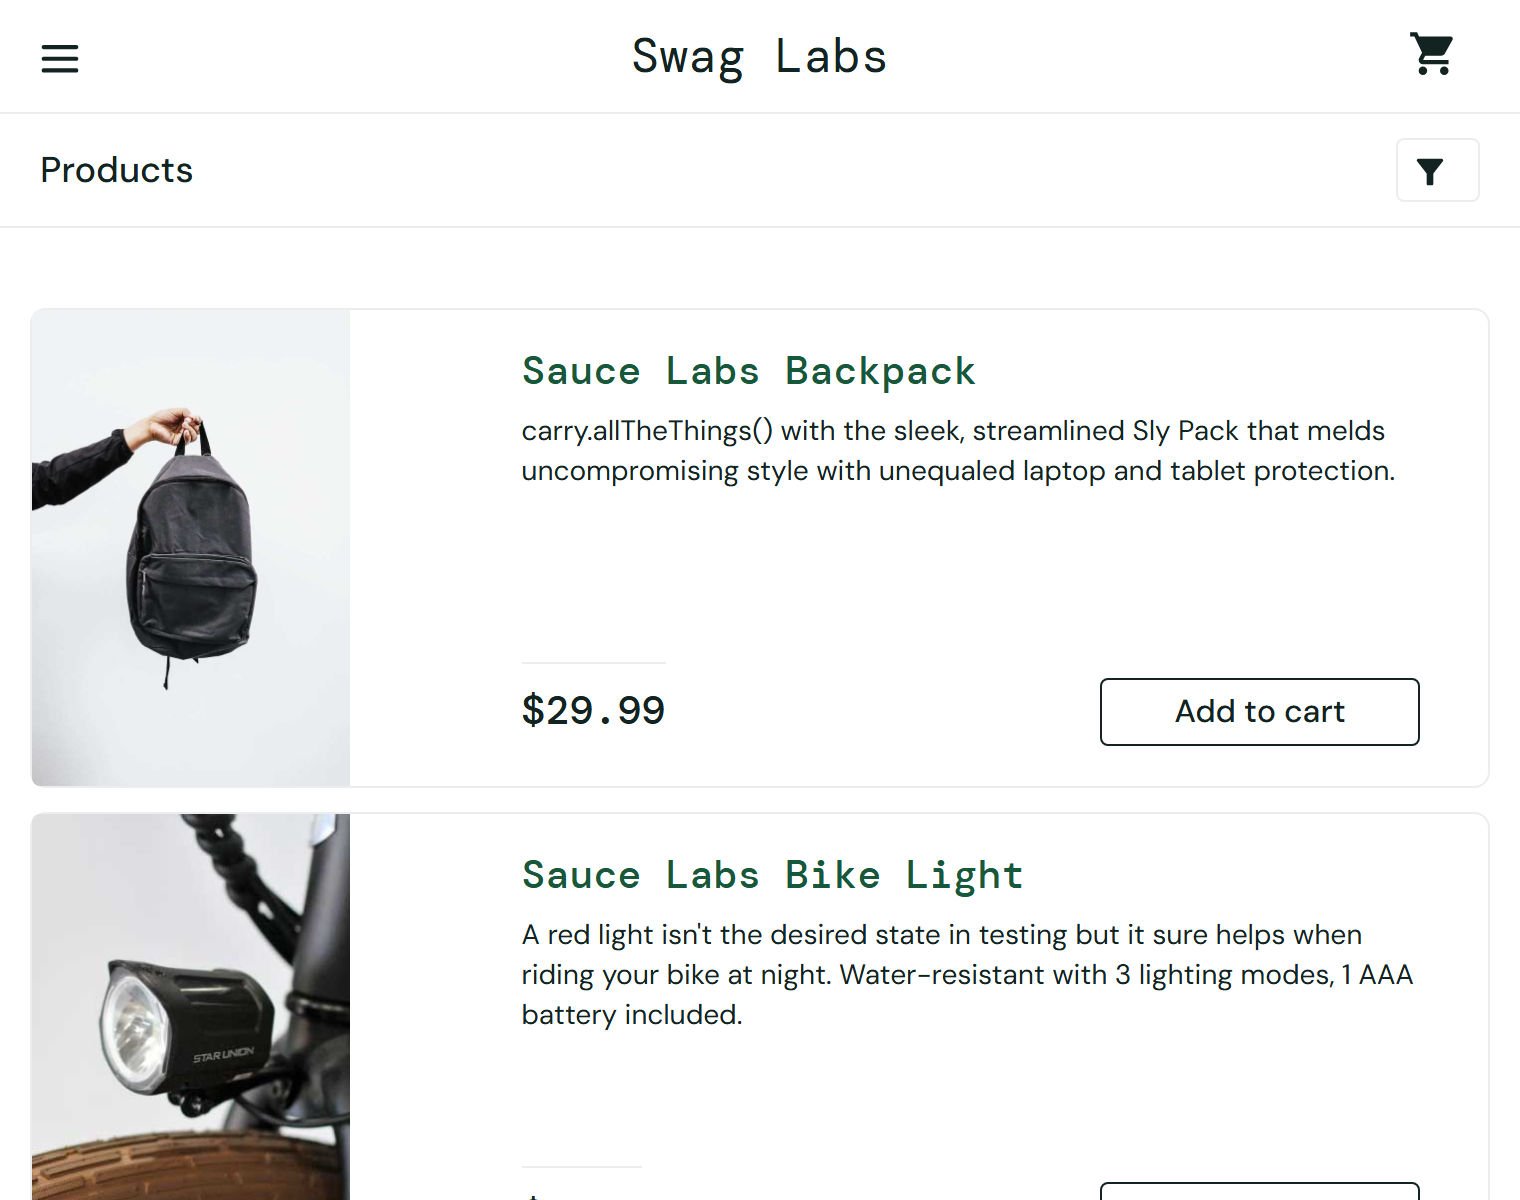 Swag Labs
Products
Sauce Labs Backpack
carry.allTheThings() with the sleek, streamlined Sly Pack that melds
uncompromising style with unequaled laptop and tablet protection.
$29.99
Add to cart
Sauce Labs Bike Light
A red light isn't the desired state in testing but it sure helps when
riding your bike at night. Water-resistant with 3 lighting modes, 1 AAA
battery included.
STAR UNION